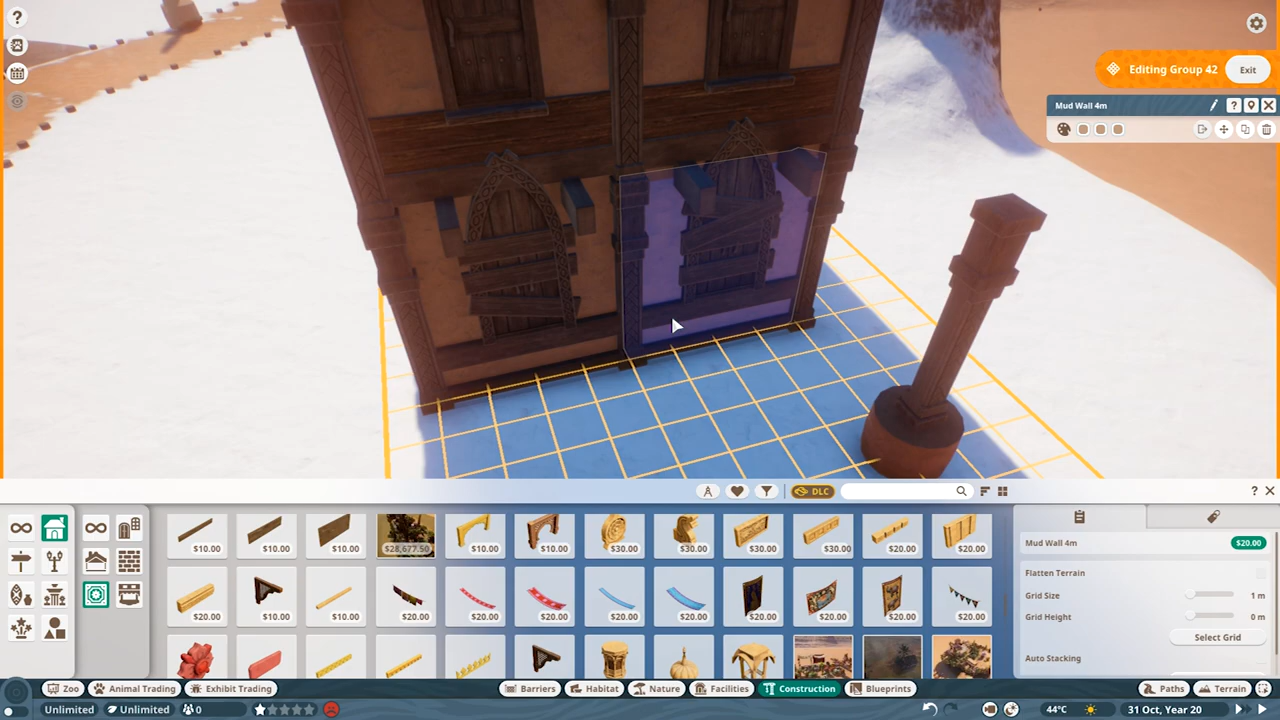 ?
Editing Group 42
Exit
Mud Wall 4m
?
DLC
?
$10.00
$10.00
$10.00
$28,677.50
$10.00
$10.00
$30.00
$30.00
$30.00
$30.00
$20.00
$20.00
$20.00
$10.00
$10.00
$20.00
$20.00
$20.00
$20.00
$20.00
$20.00
$20.00
$20.00
$20.00
Mud Wall 4m
$20.00
Flatten Terrain
Grid Size
1 m
Grid Height
0 m
Select Grid
Auto Stacking
Zoo
Animal Trading
Exhibit Trading
Barriers
Habitat
Nature
Facilities
Construction
Blueprints
Paths
Terrain
Unlimited
Unlimited
0
44°C
31 Oct, Year 20